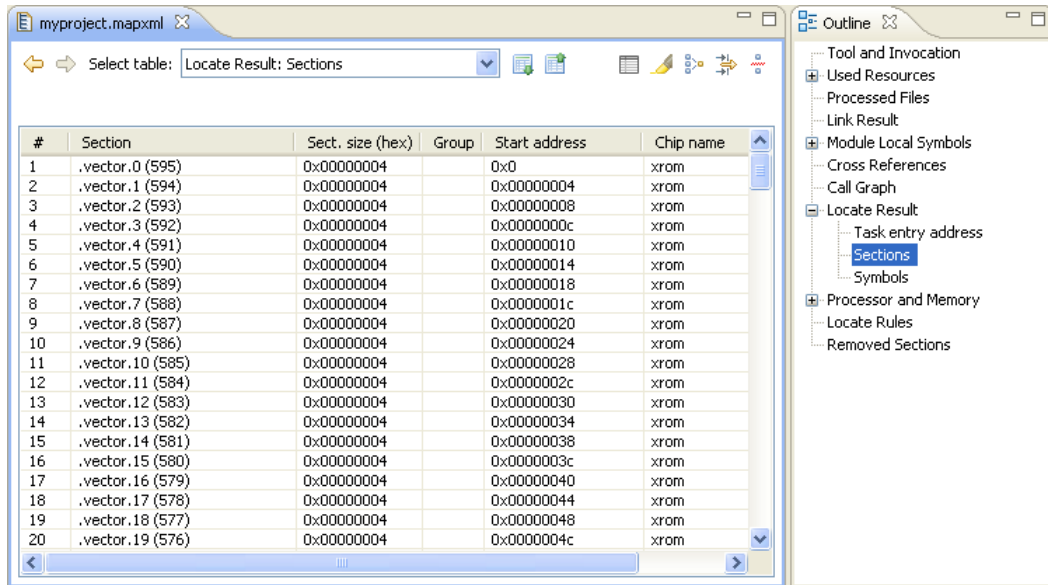 myproject.mapxml
Select table: Locate Result: Sections
# Section Sect. size (hex) Group Start address Chip name
1 .vector.0 (595) 0x00000004 0x0 xrom
2 .vector.1 (594) 0x00000004 0x00000004 xrom
3 .vector.2 (593) 0x00000004 0x00000008 xrom
4 .vector.3 (592) 0x00000004 0x0000000c xrom
5 .vector.4 (591) 0x00000004 0x00000010 xrom
6 .vector.5 (590) 0x00000004 0x00000014 xrom
7 .vector.6 (589) 0x00000004 0x00000018 xrom
8 .vector.7 (588) 0x00000004 0x0000001c xrom
9 .vector.8 (587) 0x00000004 0x00000020 xrom
10 .vector.9 (586) 0x00000004 0x00000024 xrom
11 .vector.10 (585) 0x00000004 0x00000028 xrom
12 .vector.11 (584) 0x00000004 0x0000002c xrom
13 .vector.12 (583) 0x00000004 0x00000030 xrom
14 .vector.13 (582) 0x00000004 0x00000034 xrom
15 .vector.14 (581) 0x00000004 0x00000038 xrom
16 .vector.15 (580) 0x00000004 0x0000003c xrom
17 .vector.16 (579) 0x00000004 0x00000040 xrom
18 .vector.17 (578) 0x00000004 0x00000044 xrom
19 .vector.18 (577) 0x00000004 0x00000048 xrom
20 .vector.19 (576) 0x00000004 0x0000004c xrom
Outline
Tool and Invocation
Used Resources
Processed Files
Link Result
Module Local Symbols
Cross References
Call Graph
Locate Result
Task entry address
Sections
Symbols
Processor and Memory
Locate Rules
Removed Sections